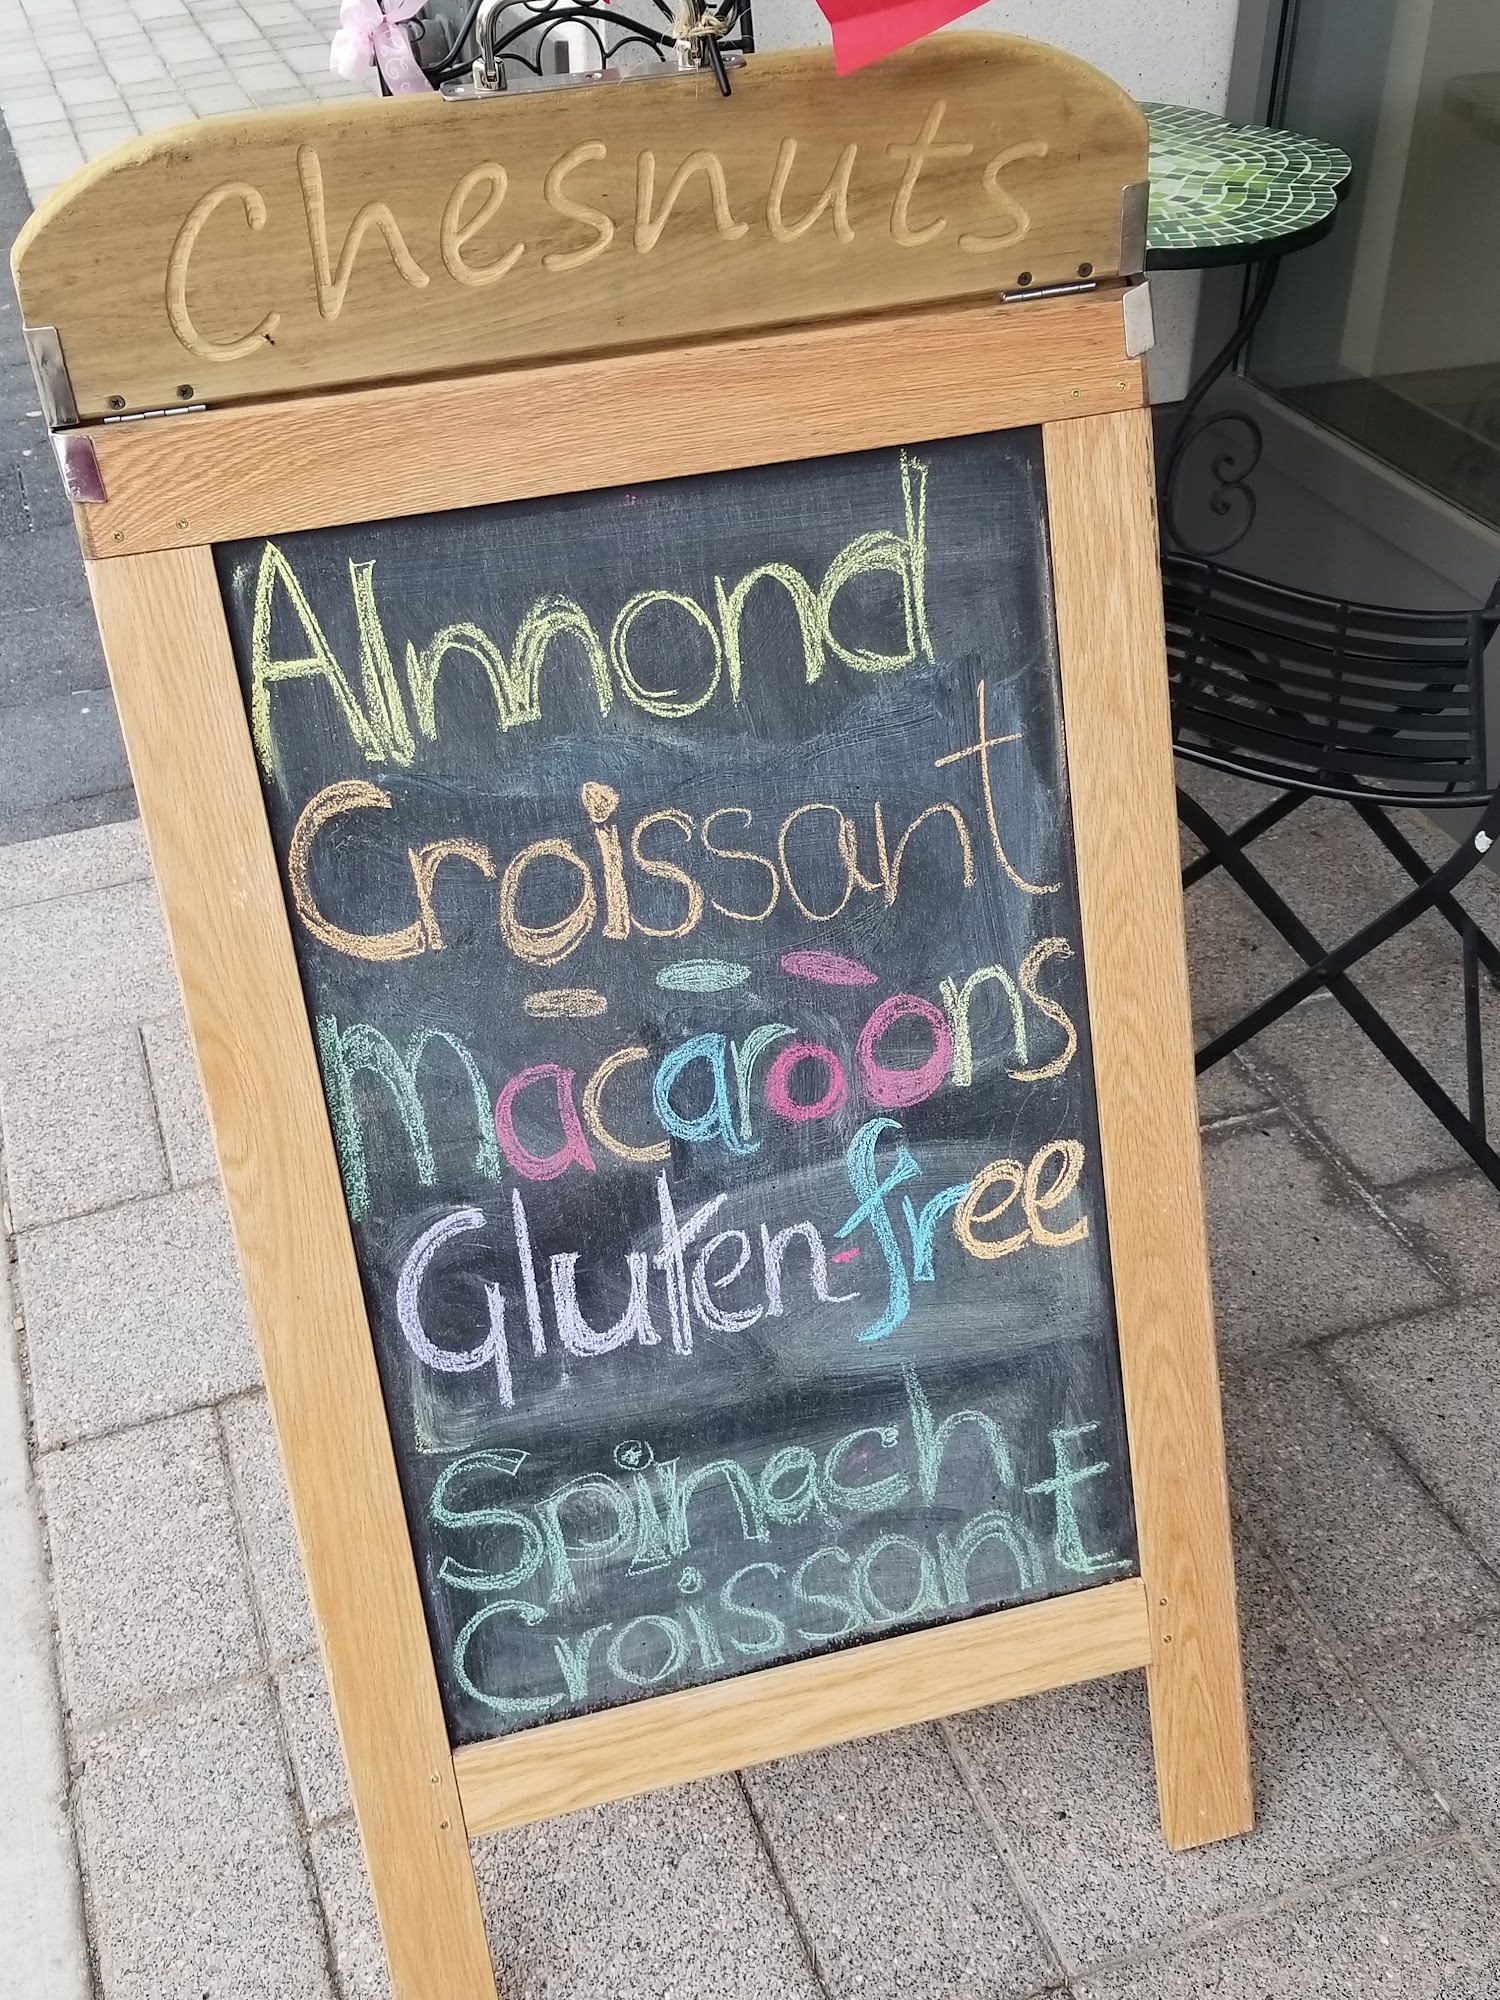 Chesnuts
Almond
Croissant
macaroons
Gluten-free
Spinach
Croissant